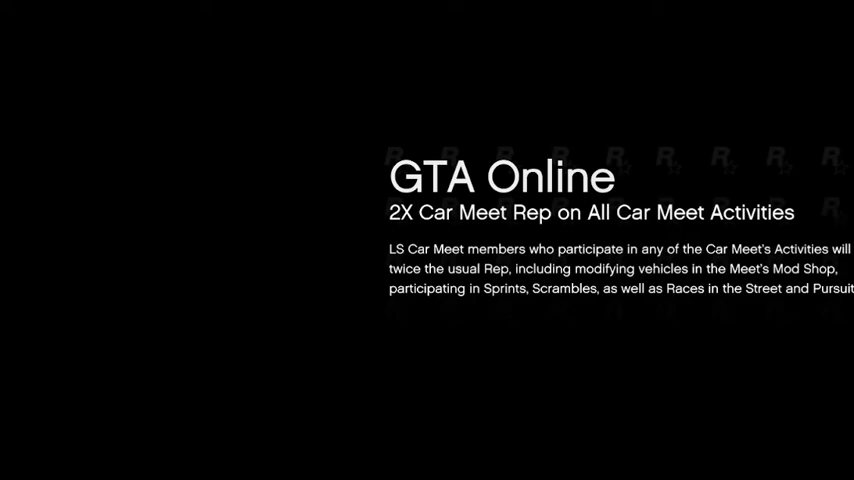 GTA Online
2X Car Meet Rep on All Car Meet Activities
LS Car Meet members who participate in any of the Car Meet's Activities will
twice the usual Rep, including modifying vehicles in the Meet's Mod Shop,
participating in Sprints, Scrambles, as well as Races in the Street and Pursuit